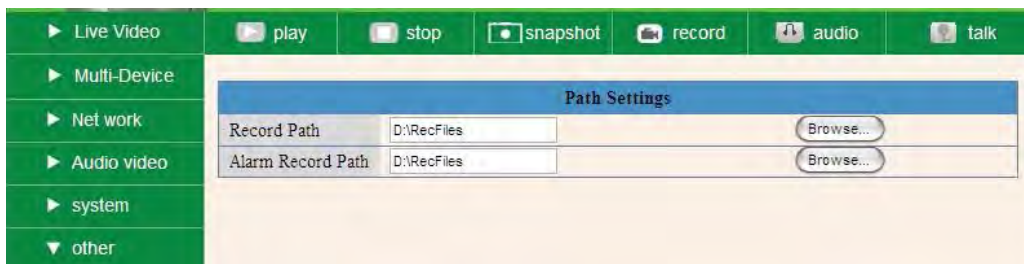 Live Video
play
stop
snapshot
record
audio
talk
Multi-Device
Net work
Audio video
system
other
Path Settings
Record Path
D:\RecFiles
Browse...
Alarm Record Path
D:\RecFiles
Browse...